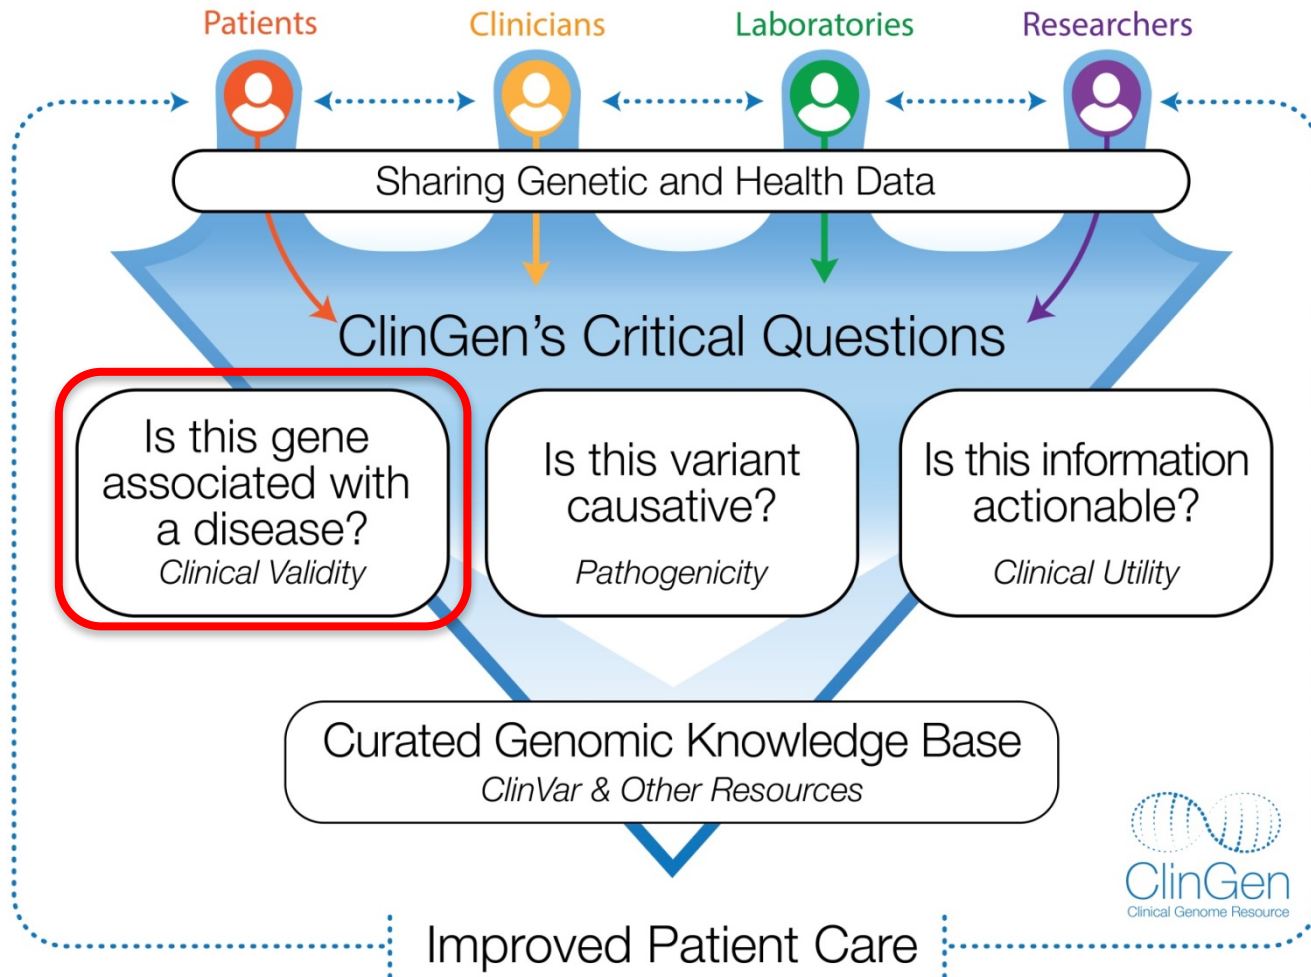 Patients
Clinicians
Laboratories
Researchers
Sharing Genetic and Health Data
ClinGen's Critical Questions
Is this gene
associated with
a disease?
Clinical Validity
Is this variant
causative?
Pathogenicity
Is this information
actionable?
Clinical Utility
Curated Genomic Knowledge Base
ClinVar & Other Resources
ClinGen
Clinical Genome Resource
Improved Patient Care